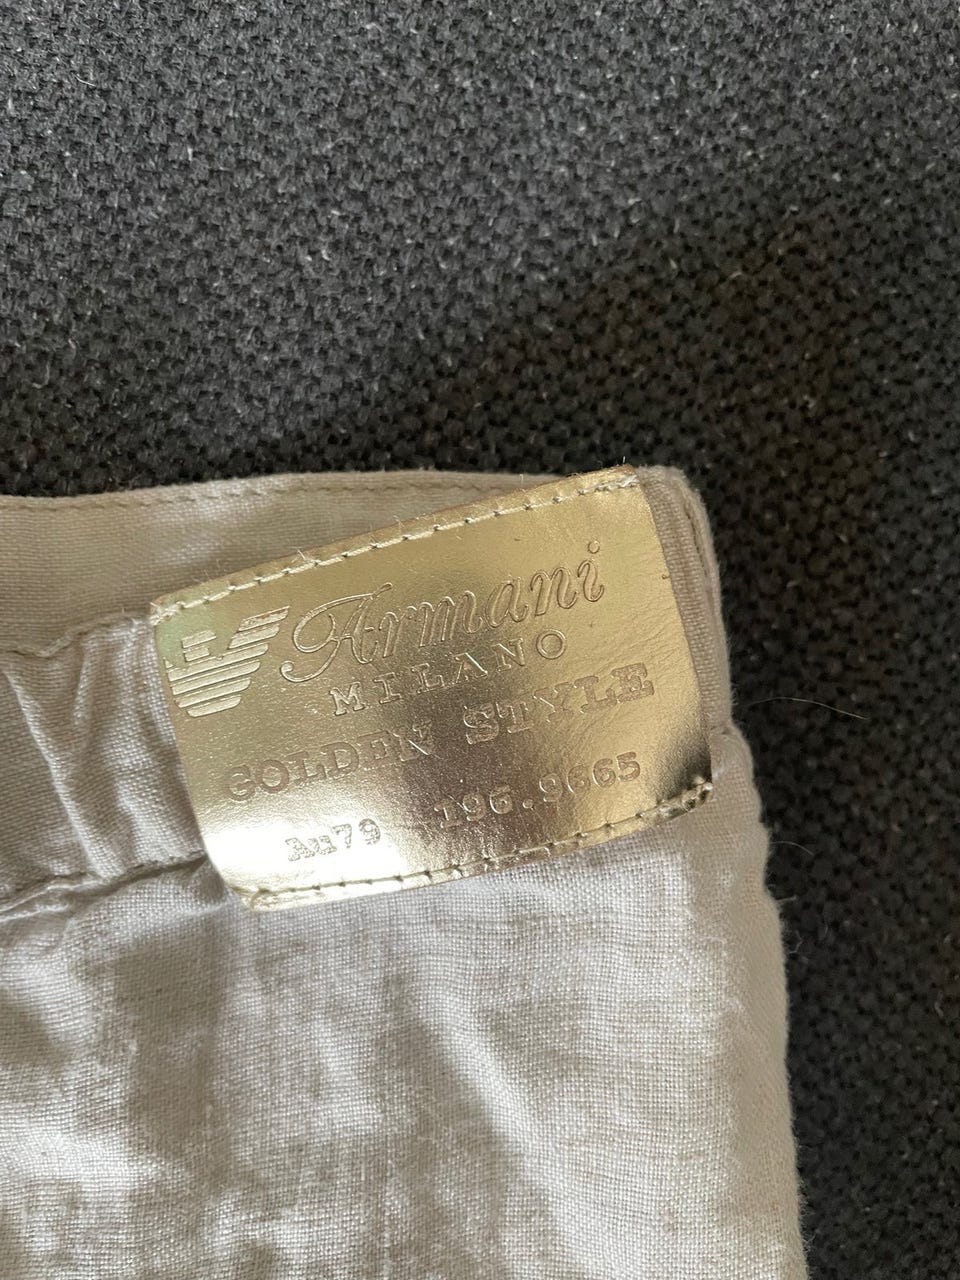 Armani
MILANO
GOLDEN STYLE
Au79 196.9665